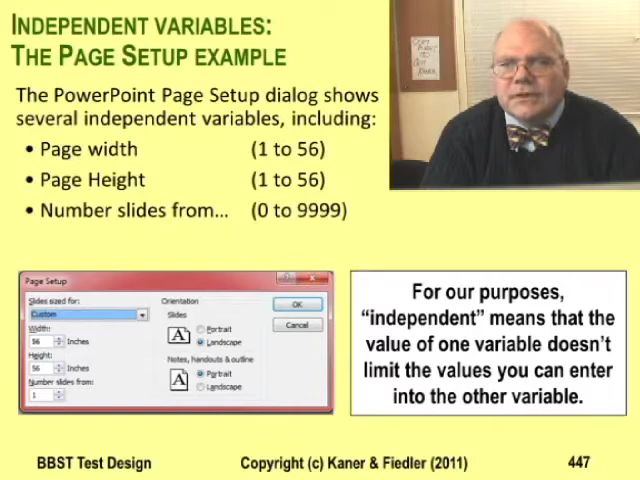 INDEPENDENT VARIABLES:
THE PAGE SETUP EXAMPLE
The PowerPoint Page Setup dialog shows
several independent variables, including:
• Page width (1 to 56)
• Page Height (1 to 56)
• Number slides from... (0 to 9999)
Page Setup
Slides sized for:
Custom
Width:
56 Inches
Height:
56 Inches
Number slides from:
1
Orientation
Slides
A
Portrait
Landscape
Notes, handouts & outline
A
Portrait
Landscape
OK
Cancel
For our purposes,
“independent” means that the
value of one variable doesn’t
limit the values you can enter
into the other variable.
BBST Test Design Copyright (c) Kaner & Fiedler (2011) 447